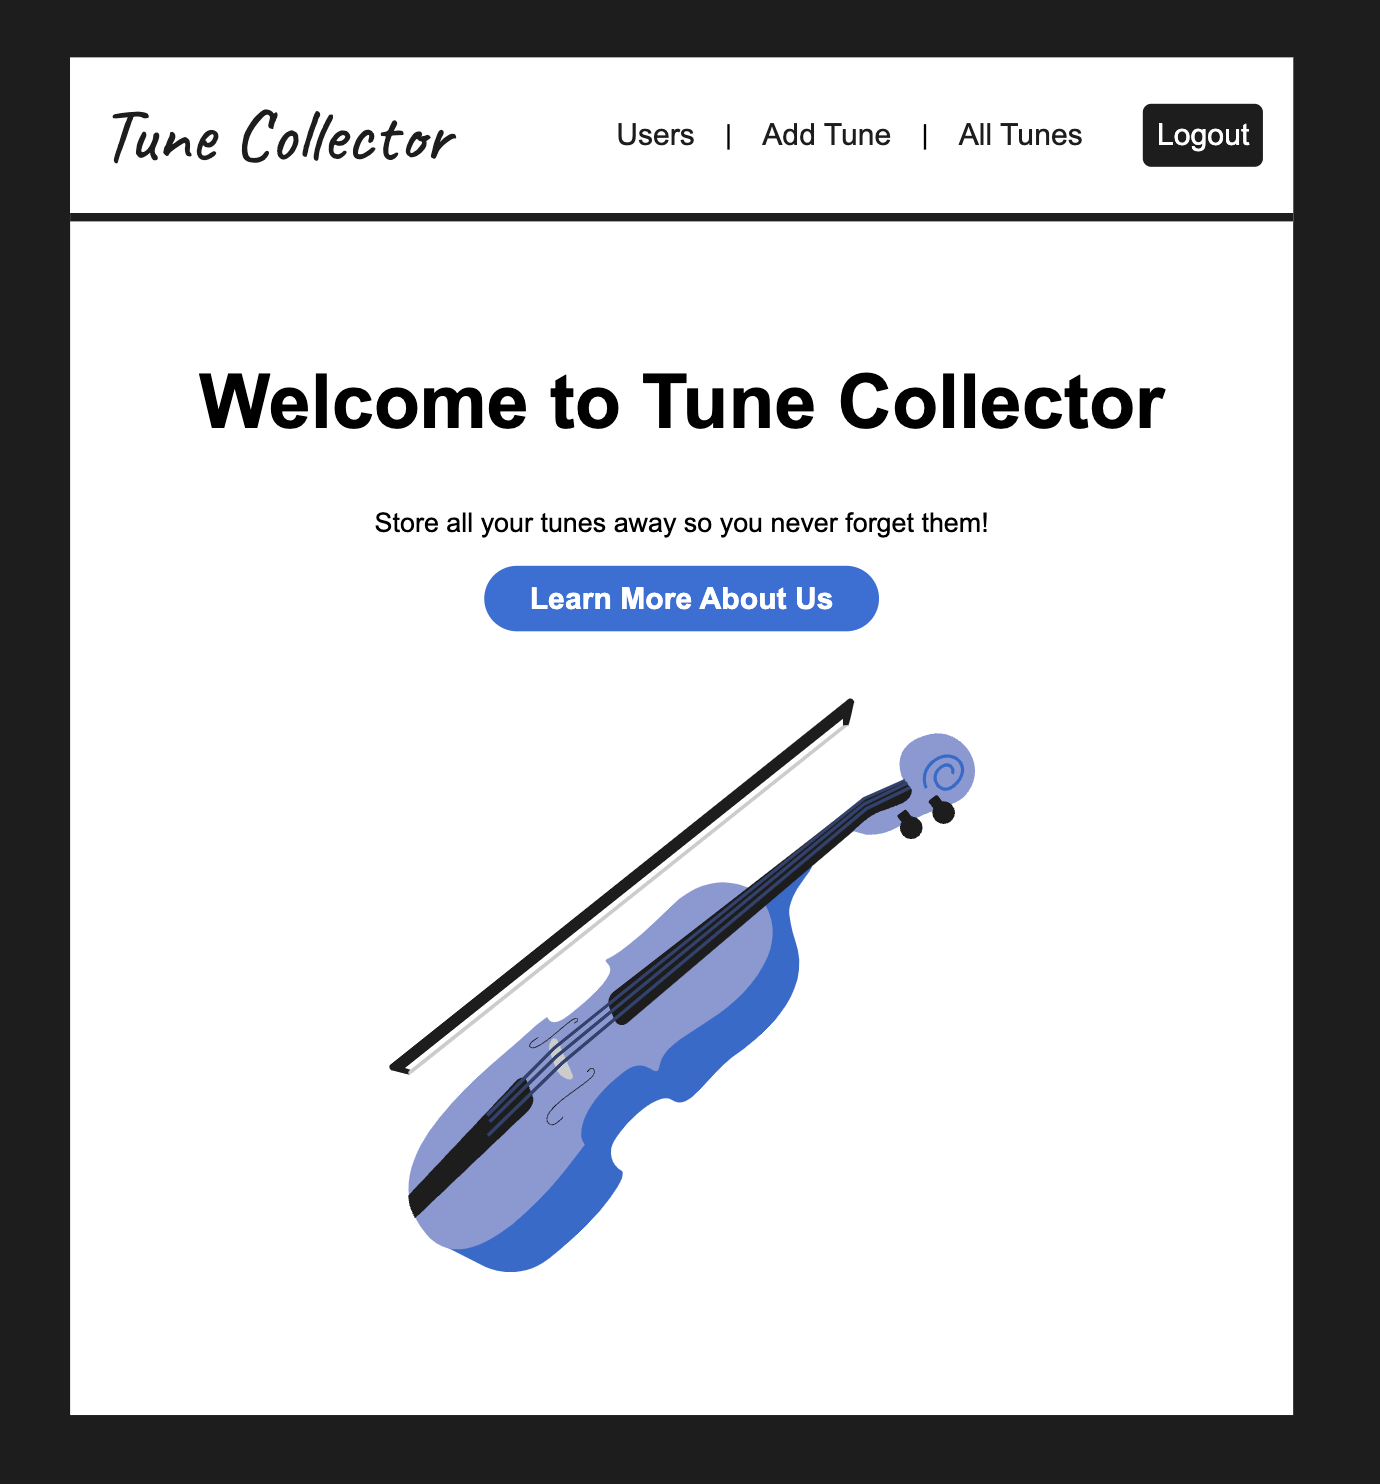 Tune Collector
Users | Add Tune | All Tunes
Logout
Welcome to Tune Collector
Store all your tunes away so you never forget them!
Learn More About Us